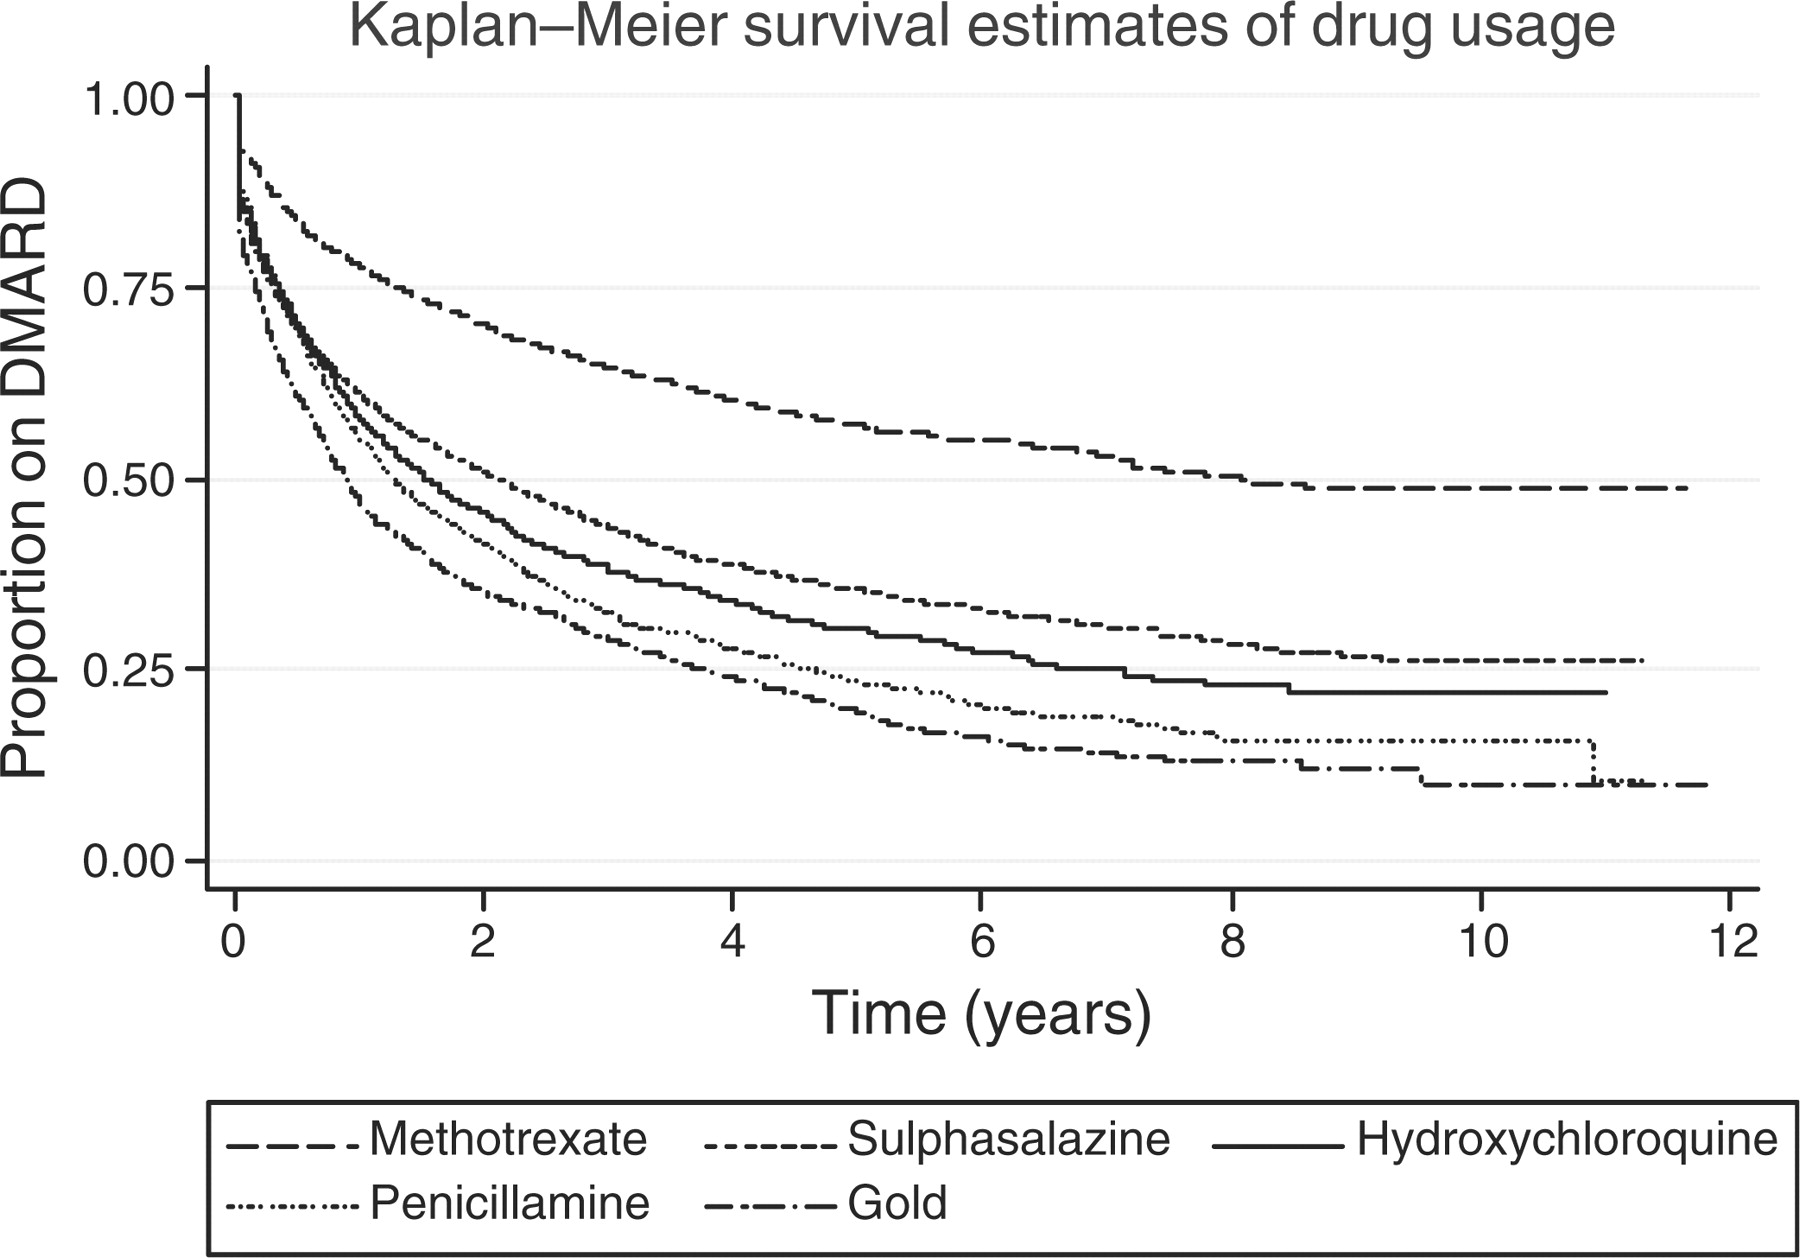 Kaplan–Meier survival estimates of drug usage
Proportion on DMARD
1.00
0.75
0.50
0.25
0.00
0 2 4 6 8 10 12
Time (years)
Methotrexate Sulphasalazine Hydroxychloroquine
Penicillamine Gold